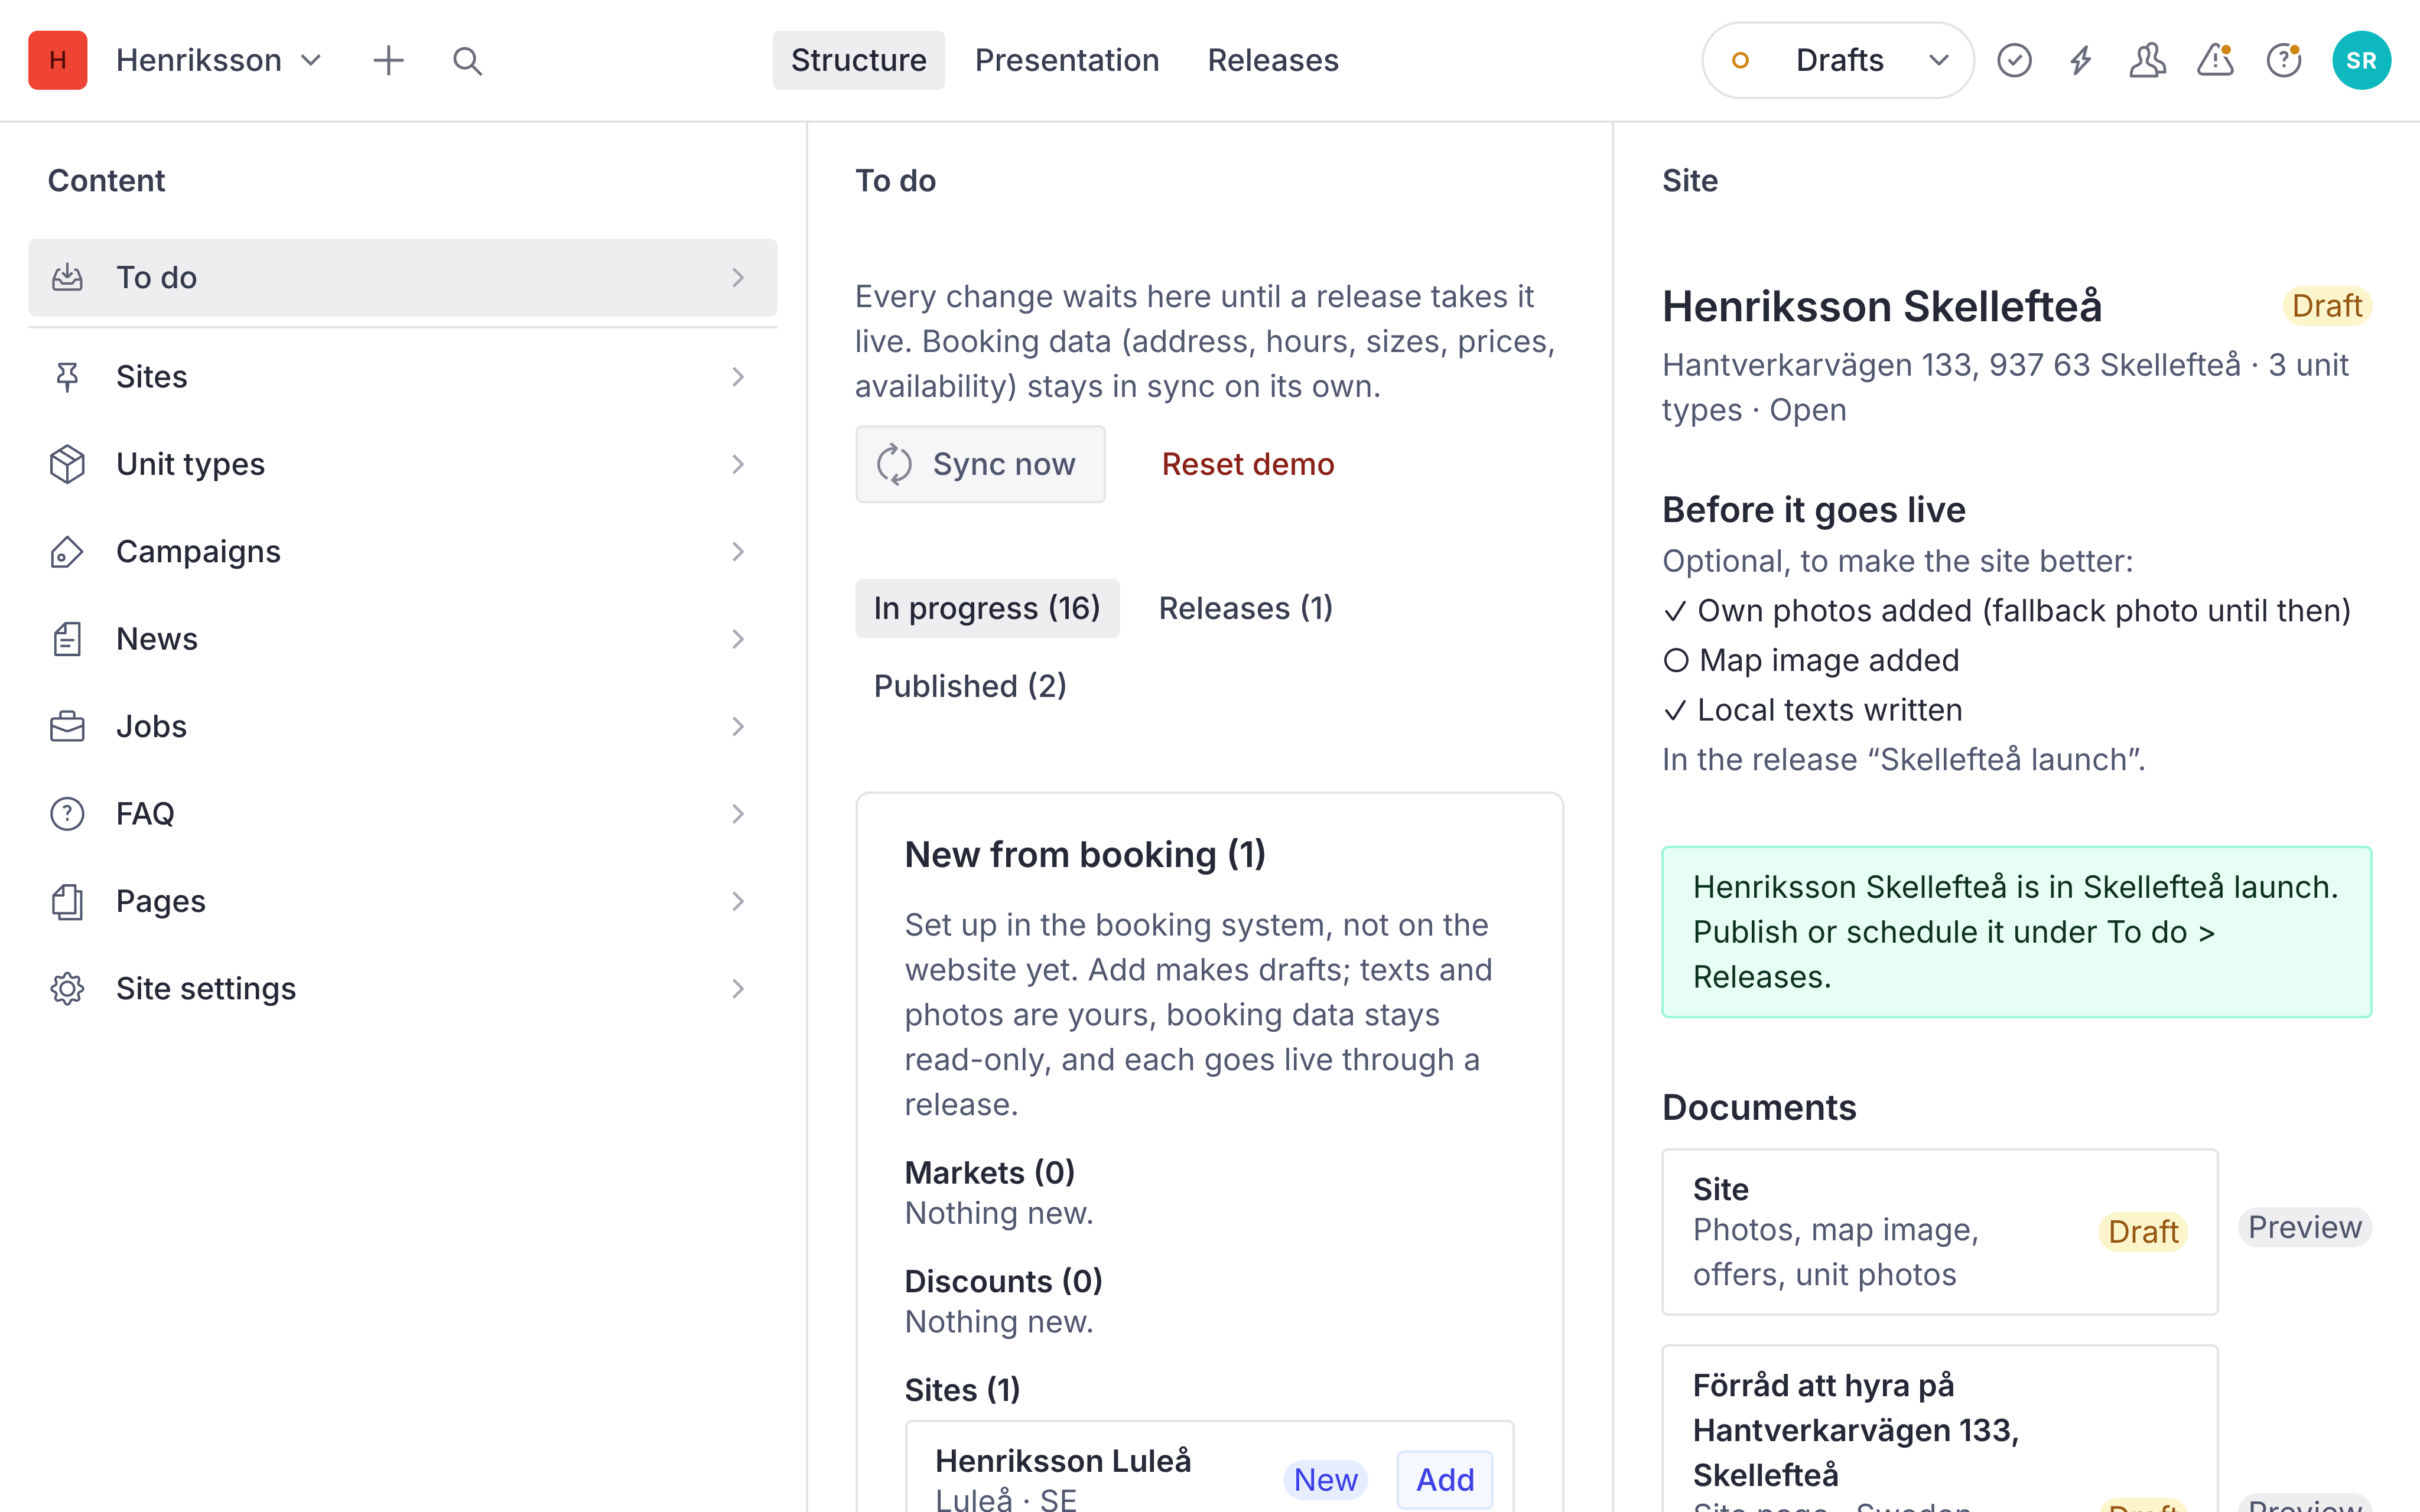 H Henriksson
Structure Presentation Releases
Drafts
SR
Content
To do
Sites
Unit types
Campaigns
News
Jobs
FAQ
Pages
Site settings
To do
Every change waits here until a release takes it
live. Booking data (address, hours, sizes, prices,
availability) stays in sync on its own.
Sync now Reset demo
In progress (16) Releases (1)
Published (2)
New from booking (1)
Set up in the booking system, not on the
website yet. Add makes drafts; texts and
photos are yours, booking data stays
read-only, and each goes live through a
release.
Markets (0)
Nothing new.
Discounts (0)
Nothing new.
Sites (1)
Henriksson Luleå
Luleå · SE
New Add
Site
Henriksson Skellefteå Draft
Hantverkarvägen 133, 937 63 Skellefteå · 3 unit
types · Open
Before it goes live
Optional, to make the site better:
✓ Own photos added (fallback photo until then)
○ Map image added
✓ Local texts written
In the release “Skellefteå launch”.
Henriksson Skellefteå is in Skellefteå launch.
Publish or schedule it under To do >
Releases.
Documents
Site
Photos, map image,
offers, unit photos
Draft Preview
Förråd att hyra på
Hantverkarvägen 133,
Skellefteå
Site page · Sweden
Draft Preview